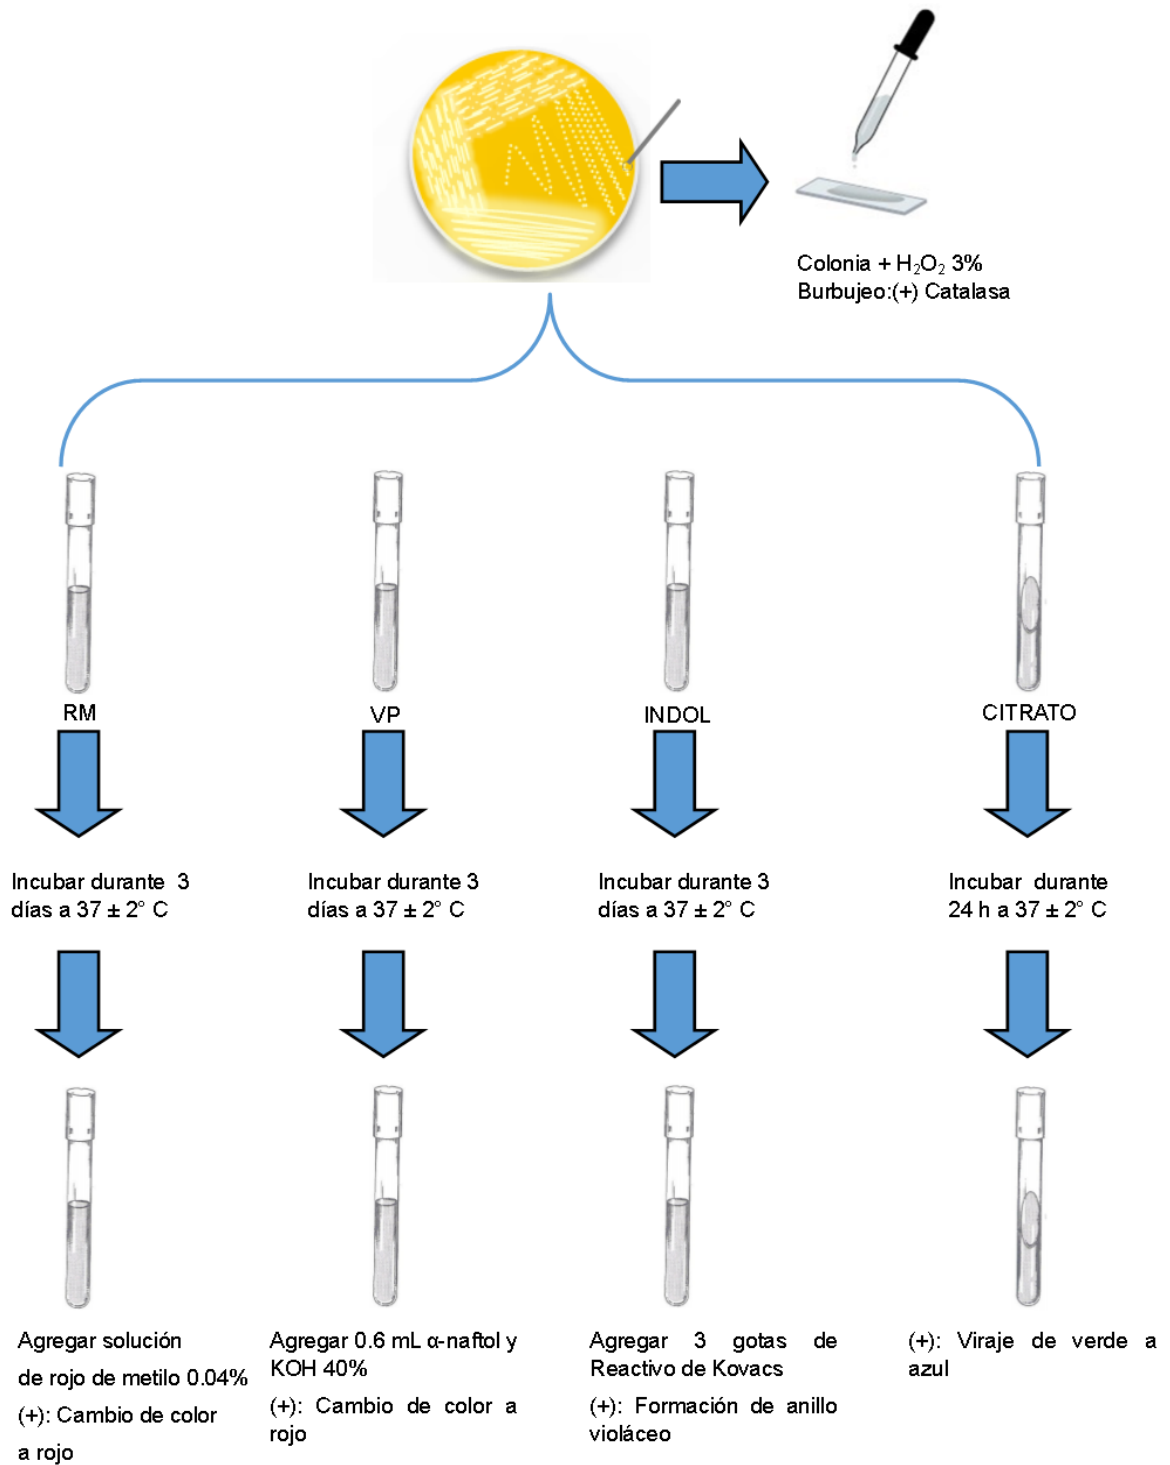 Colonia + H₂O₂ 3%
Burbujeo:(+) Catalasa
RM
VP
INDOL
CITRATO
Incubar durante 3
días a 37 ± 2° C
Incubar durante 3
días a 37 ± 2° C
Incubar durante 3
días a 37 ± 2° C
Incubar durante
24 h a 37 ± 2° C
Agregar solución
de rojo de metilo 0.04%
(+): Cambio de color
a rojo
Agregar 0.6 mL α-naftol y
KOH 40%
(+): Cambio de color a
rojo
Agregar 3 gotas de
Reactivo de Kovacs
(+): Formación de anillo
violáceo
(+): Viraje de verde a
azul